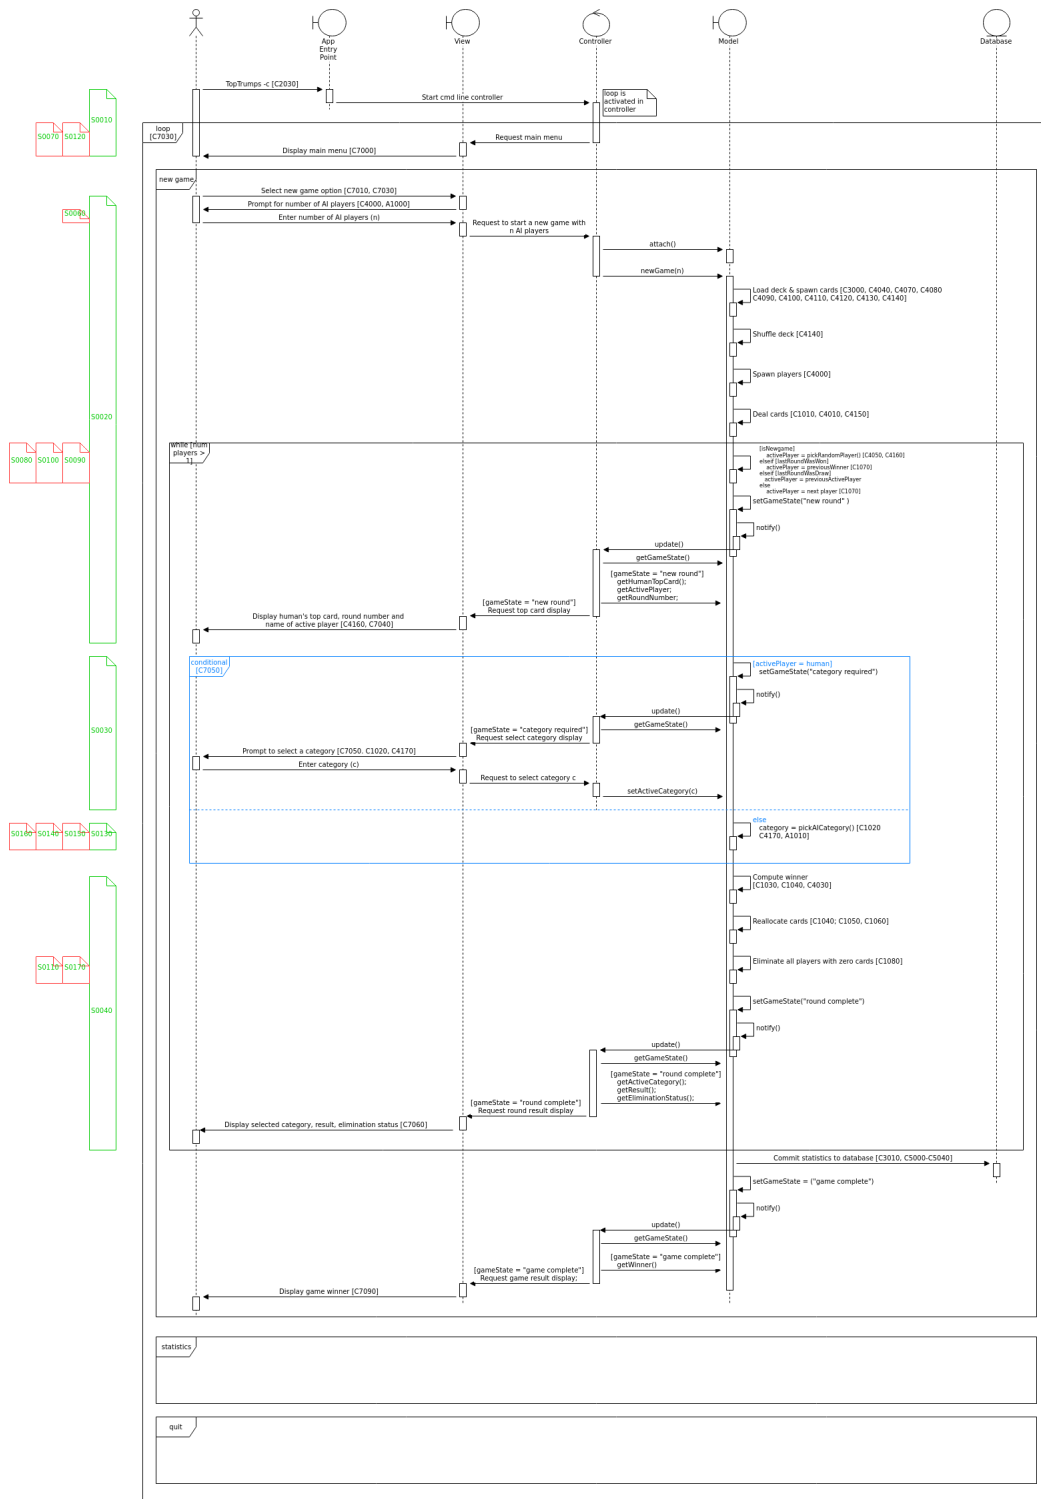 App
Entry
Point
View
Controller
Model
Database
TopTrumps -c [C2030]
Start cmd line controller
loop is
activated in
controller
S0010
S0070
S0120
loop
[C7030]
Request main menu
Display main menu [C7000]
new game
Select new game option [C7010, C7030]
Prompt for number of AI players [C4000, A1000]
S0060
Enter number of AI players (n)
Request to start a new game with
n AI players
attach()
newGame(n)
Load deck & spawn cards [C3000, C4040, C4070, C4080
C4090, C4100, C4110, C4120, C4130, C4140]
Shuffle deck [C4140]
Spawn players [C4000]
Deal cards [C1010, C4010, C4150]
S0020
while [num
players >
1]
S0080
S0100
S0090
[isNewgame]
activePlayer = pickRandomPlayer() [C4050, C4160]
elseif [lastRoundWasWon]
activePlayer = previousWinner [C1070]
elseif [lastRoundWasDraw]
activePlayer = previousActivePlayer
else
activePlayer = next player [C1070]
setGameState("new round" )
notify()
update()
getGameState()
[gameState = "new round"]
getHumanTopCard();
getActivePlayer;
getRoundNumber;
[gameState = "new round"]
Request top card display
Display human's top card, round number and
name of active player [C4160, C7040]
conditional
[C7050]
[activePlayer = human]
setGameState("category required")
notify()
update()
getGameState()
S0030
[gameState = "category required"]
Request select category display
Prompt to select a category [C7050. C1020, C4170]
Enter category (c)
Request to select category c
setActiveCategory(c)
S0160
S0140
S0150
S0130
else
category = pickAICategory() [C1020
C4170, A1010]
Compute winner
[C1030, C1040, C4030]
Reallocate cards [C1040; C1050, C1060]
Eliminate all players with zero cards [C1080]
S0110
S0170
setGameState("round complete")
S0040
notify()
update()
getGameState()
[gameState = "round complete"]
getActiveCategory();
getResult();
getEliminationStatus();
[gameState = "round complete"]
Request round result display
Display selected category, result, elimination status [C7060]
Commit statistics to database [C3010, C5000-C5040]
setGameState = ("game complete")
notify()
update()
getGameState()
[gameState = "game complete"]
getWinner()
[gameState = "game complete"]
Request game result display;
Display game winner [C7090]
statistics
quit